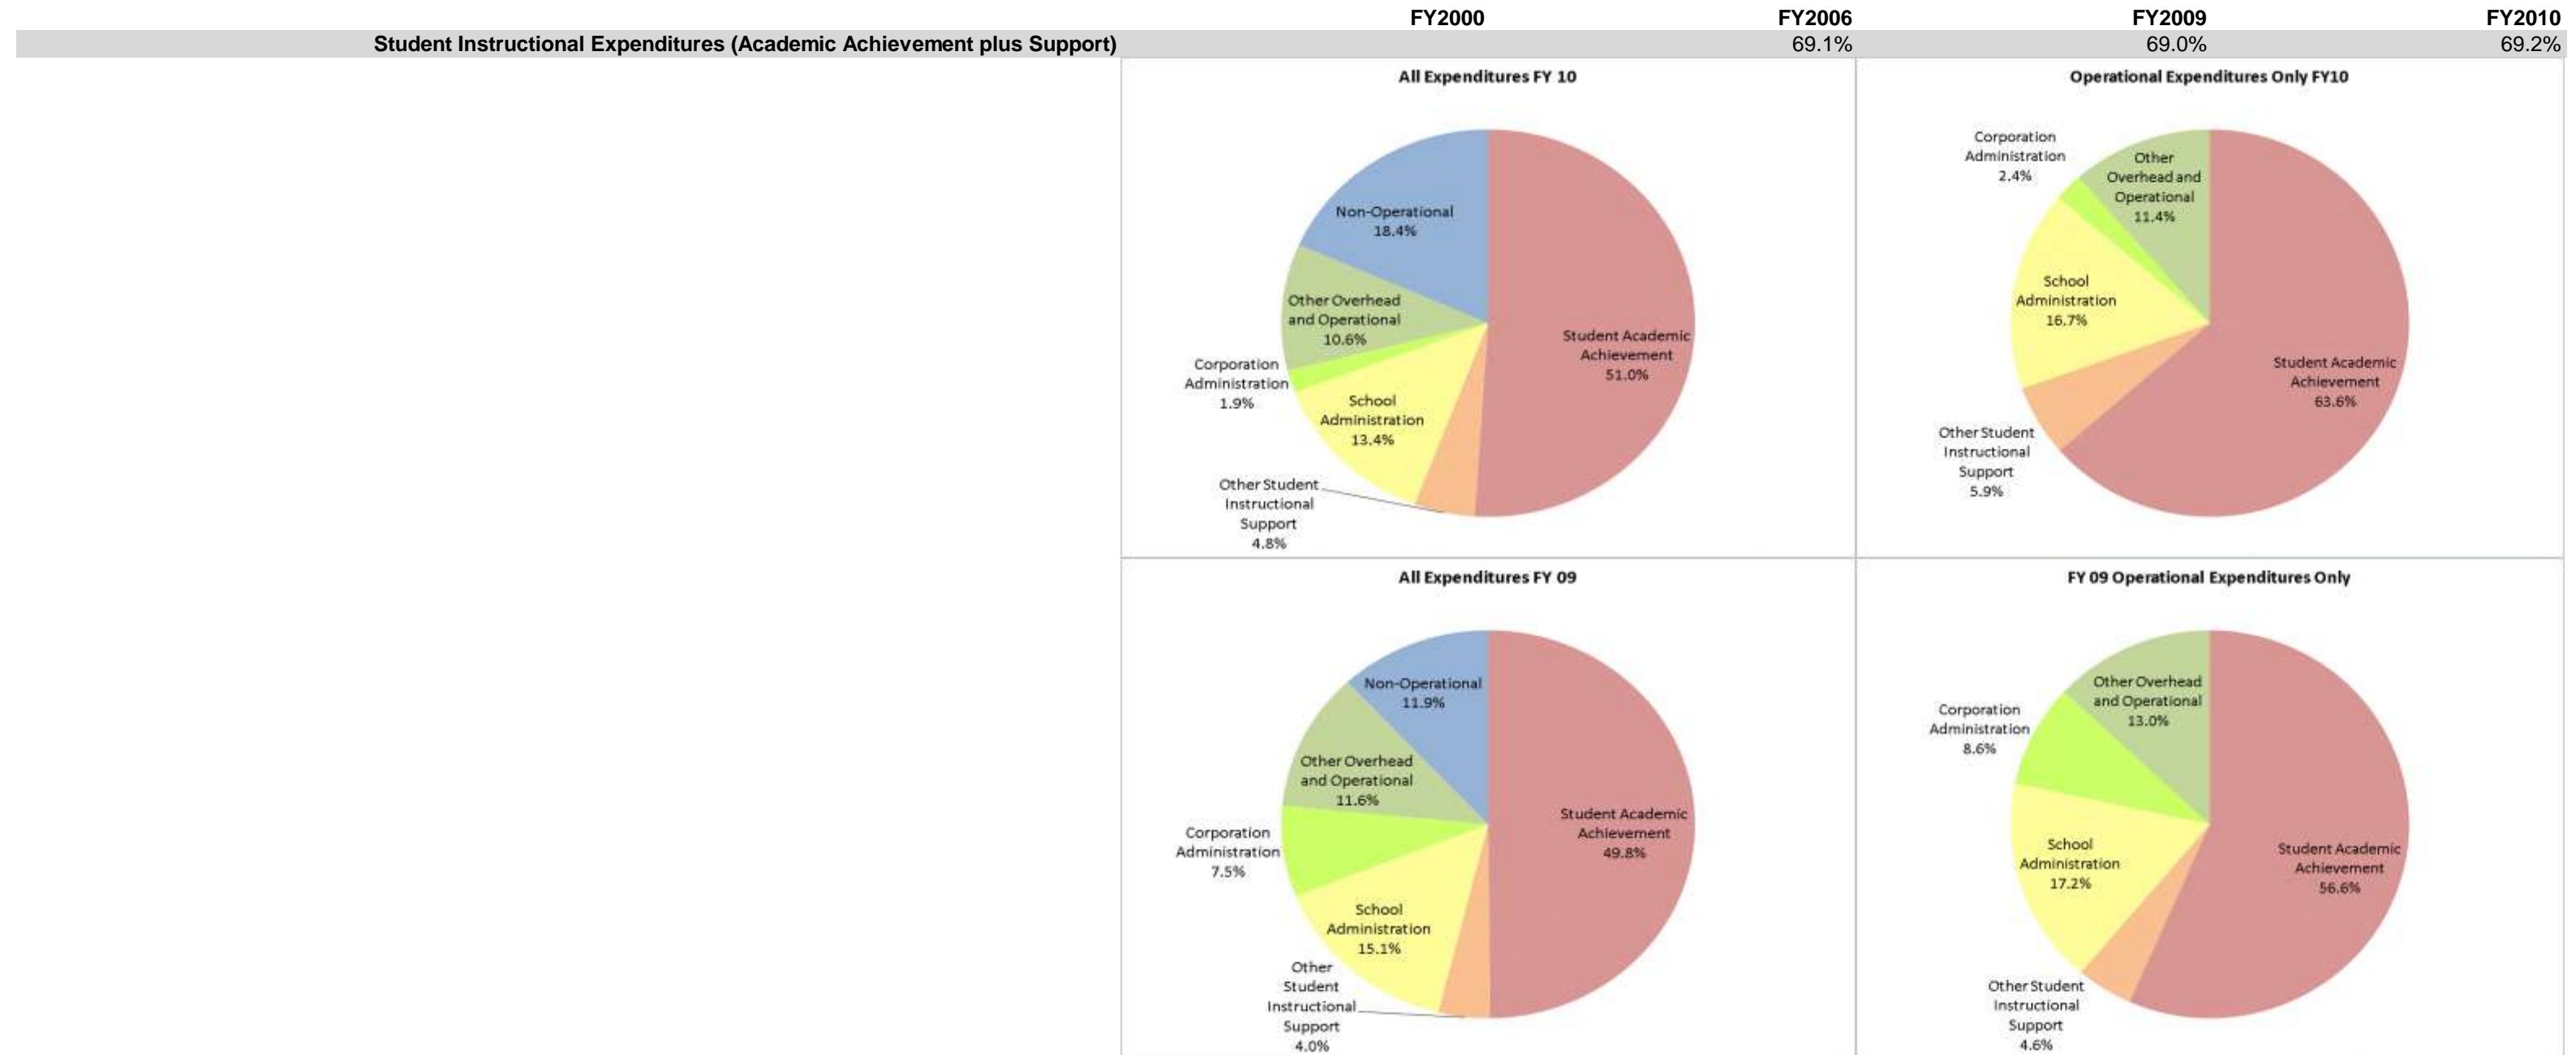 FY2000 FY2006 FY2009 FY2010
Student Instructional Expenditures (Academic Achievement plus Support) 69.1% 69.0% 69.2%
All Expenditures FY 10
Non-Operational
18.4%
Other Overhead
and Operational
10.6%
Corporation
Administration
1.9%
School
Administration
13.4%
Other Student
Instructional
Support
4.8%
Student Academic
Achievement
51.0%
Operational Expenditures Only FY10
Corporation
Administration
2.4%
Other
Overhead and
Operational
11.4%
School
Administration
16.7%
Other Student
Instructional
Support
5.9%
Student Academic
Achievement
63.6%
All Expenditures FY 09
Non-Operational
11.9%
Other Overhead
and Operational
11.6%
Corporation
Administration
7.5%
School
Administration
15.1%
Other
Student
Instructional
Support
4.0%
Student Academic
Achievement
49.8%
FY 09 Operational Expenditures Only
Other Overhead
and Operational
13.0%
Corporation
Administration
8.6%
School
Administration
17.2%
Other Student
Instructional
Support
4.6%
Student Academic
Achievement
56.6%